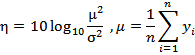 η = 10 log₁₀ μ²/σ² , μ = 1/n ∑ᵢ₌₁ⁿ yᵢ